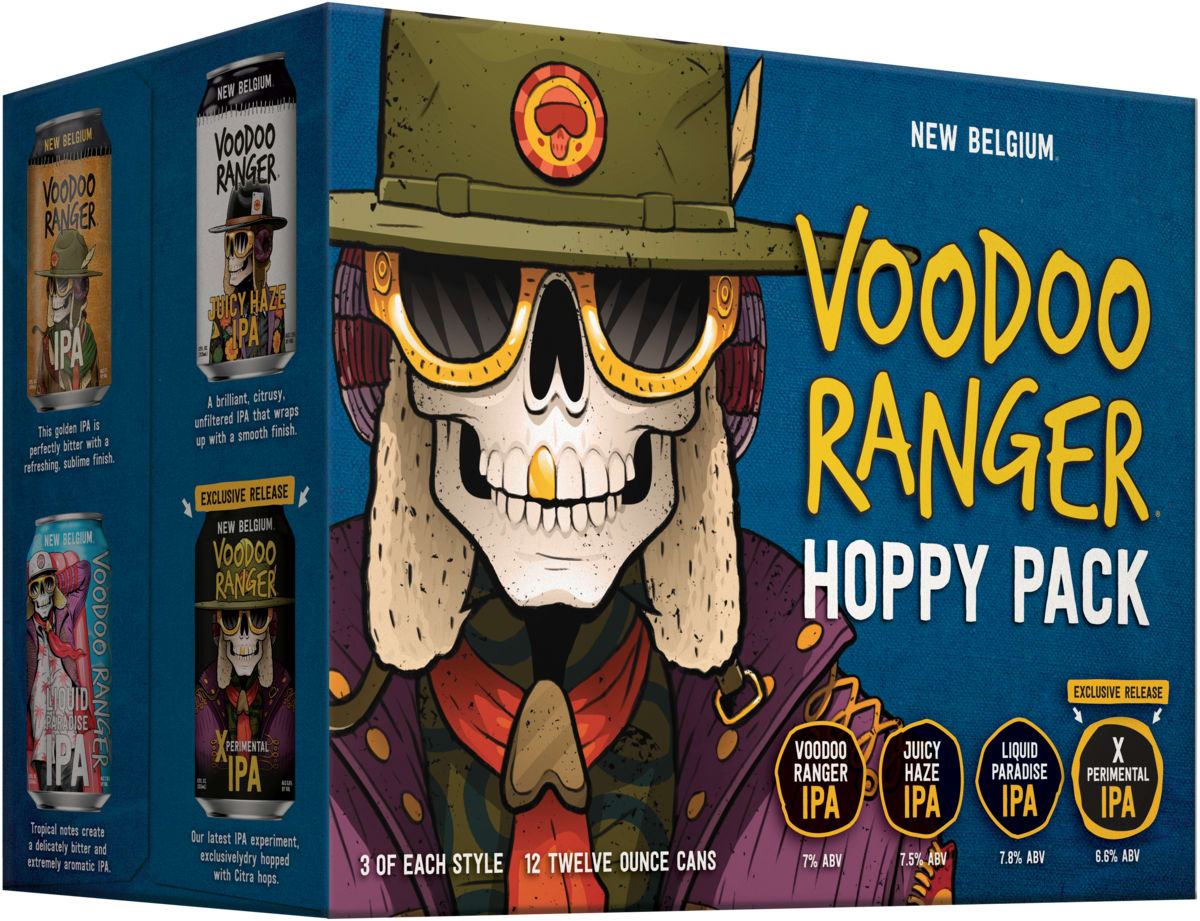 NEW BELGIUM
VOODOO
RANGER
IPA
This golden IPA is
perfectly bitter with a
refreshing, sublime finish.
NEW BELGIUM
VOODOO
RANGER
JUICY HAZE
IPA
A brilliant, citrusy,
unfiltered IPA that wraps
up with a smooth finish.
NEW BELGIUM
VOODOO RANGER
LIQUID
PARADISE
IPA
Tropical notes create
a delicately bitter and
extremely aromatic IPA.
EXCLUSIVE RELEASE
NEW BELGIUM
VOODOO
RANGER
XPERIMENTAL
IPA
Our latest IPA experiment,
exclusivelydry hopped
with Citra hops.
NEW BELGIUM®
VOODOO
RANGER®
HOPPY PACK
EXCLUSIVE RELEASE
VOODOO
RANGER
IPA
7% ABV
JUICY
HAZE
IPA
7.5% ABV
LIQUID
PARADISE
IPA
7.8% ABV
X
PERIMENTAL
IPA
6.6% ABV
3 OF EACH STYLE 12 TWELVE OUNCE CANS